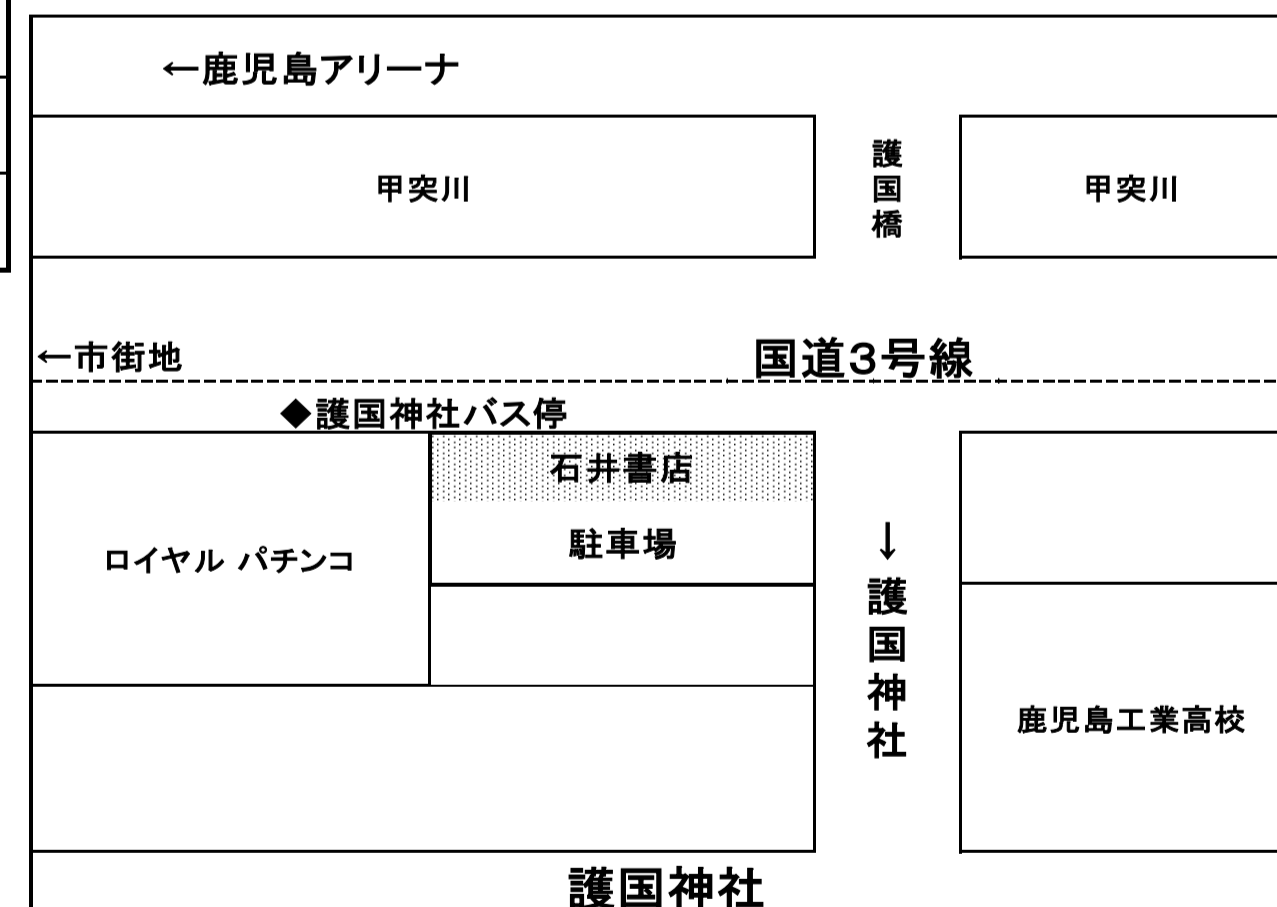 ←鹿児島アリーナ
甲突川
護国橋
甲突川
←市街地
国道3号線
◆護国神社バス停
石井書店
駐車場
ロイヤル パチンコ
↓護国神社
鹿児島工業高校
護国神社